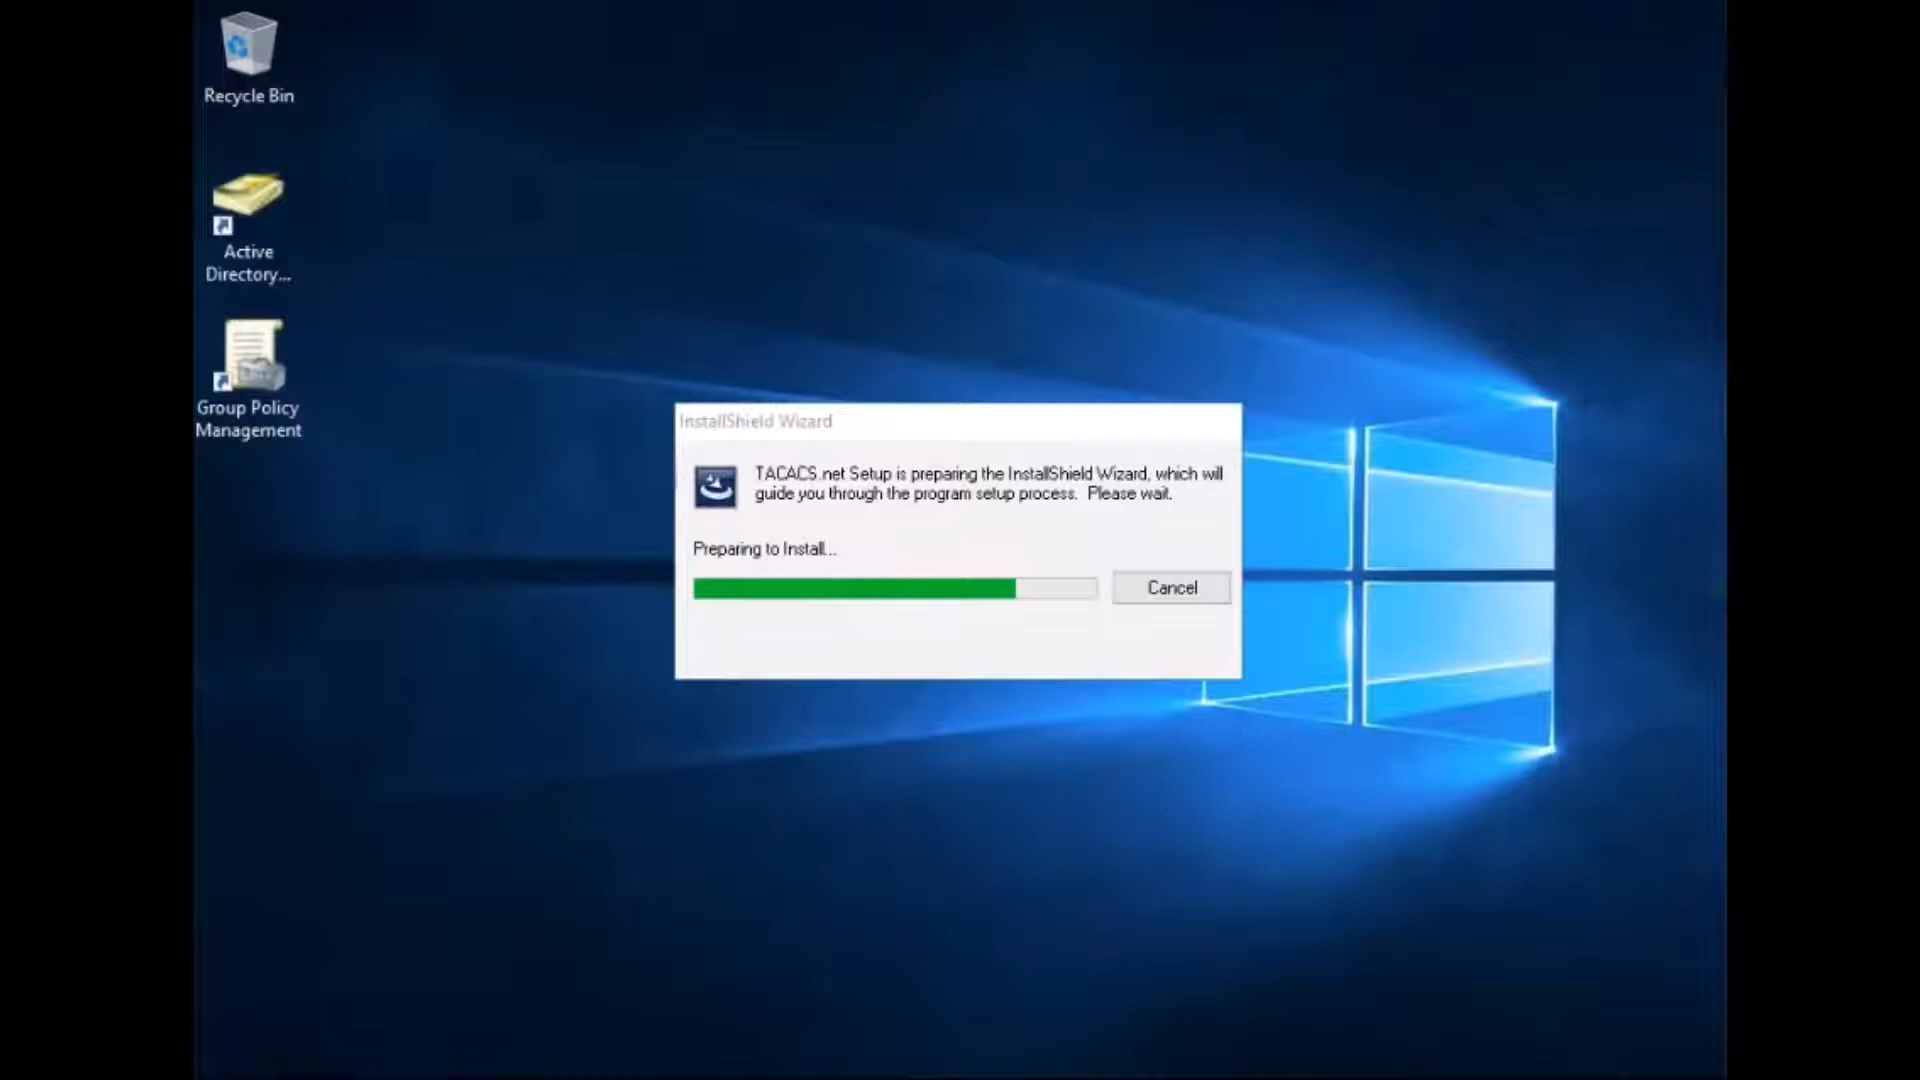 Recycle Bin
Active
Directory...
Group Policy
Management
InstallShield Wizard
TACACS.net Setup is preparing the InstallShield Wizard, which will
guide you through the program setup process.  Please wait.
Preparing to Install...
Cancel